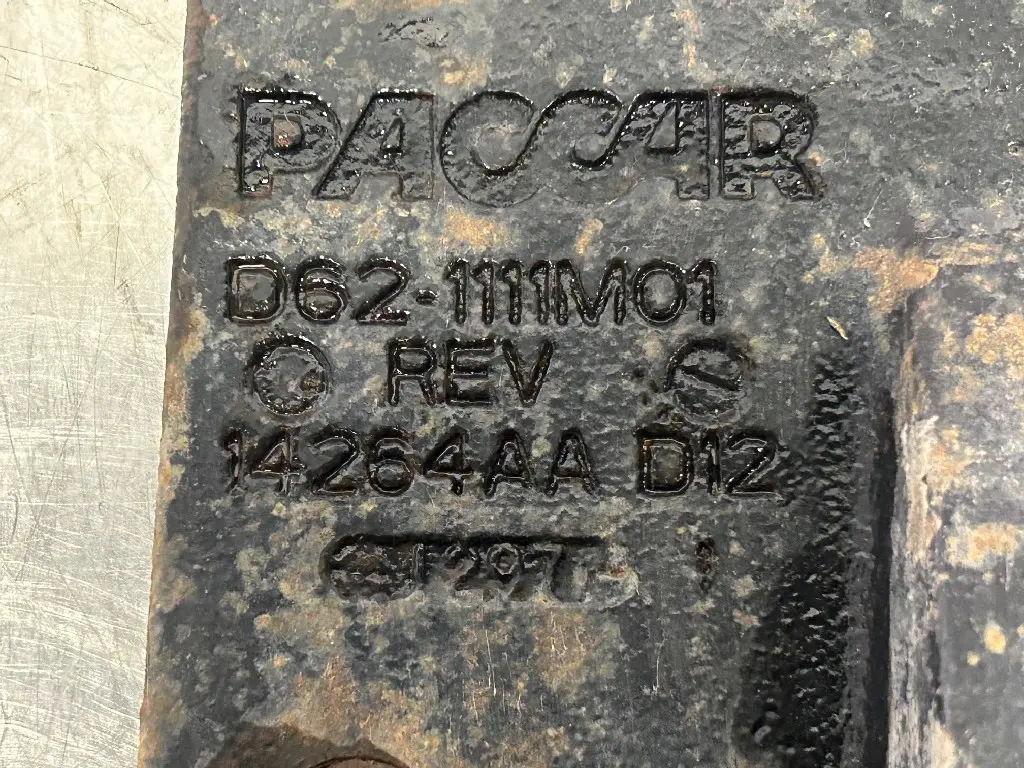 PACCAR
D62-1111M01
REV
14264AA D12